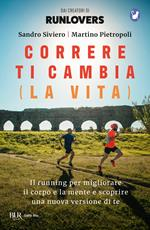 DAI CREATORI DI
RUNLOVERS
Sandro Siviero | Martino Pietropoli
CORRERE
TI CAMBIA
(LA VITA)
Il running per migliorare
il corpo e la mente e scoprire
una nuova versione di te
BUR